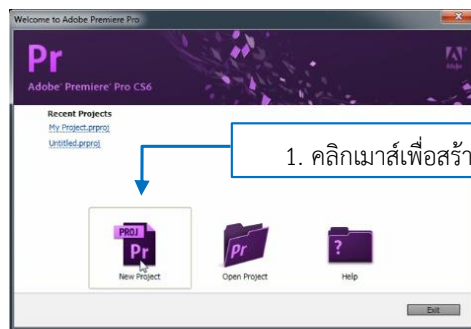 Welcome to Adobe Premiere Pro
Pr
Adobe® Premiere® Pro CS6
Recent Projects
My Project.prproj
Untitled.prproj
1. คลิกเมาส์เพื่อสร้า
PROJ
Pr
Pr
?
New Project
Open Project
Help
Exit